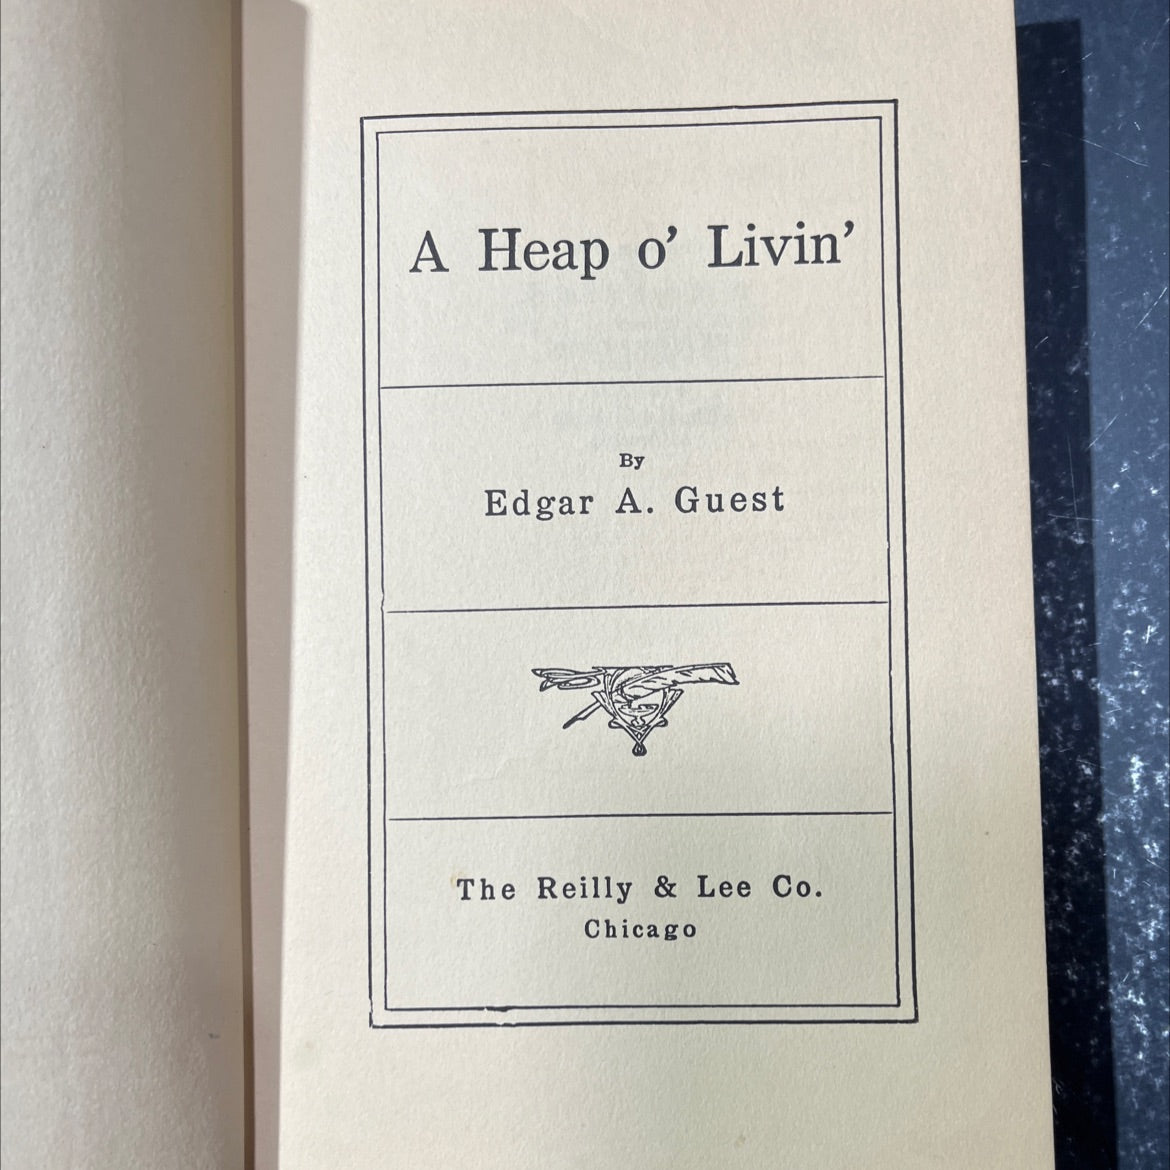 A Heap o’ Livin’
By
Edgar A. Guest
The Reilly & Lee Co.
Chicago